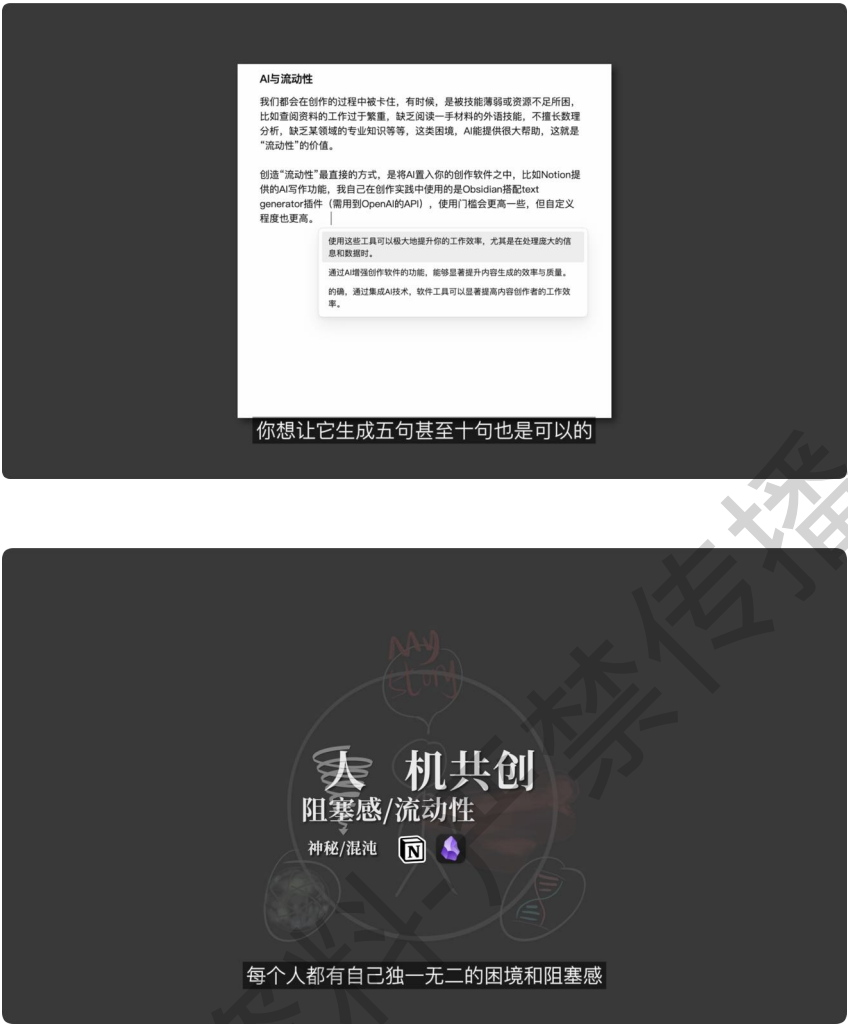 AI与流动性
我们都会在创作的过程中被卡住，有时候，是被技能薄弱或资源不足所困，
比如查阅资料的工作过于繁重，缺乏阅读一手材料的外语技能，不擅长数理
分析，缺乏某领域的专业知识等等，这类困境，AI能提供很大帮助，这就是
“流动性”的价值。
创造“流动性”最直接的方式，是将AI置入你的创作软件之中，比如Notion提
供的AI写作功能，我自己在创作实践中使用的是Obsidian搭配text
generator插件（需用到OpenAI的API），使用门槛会更高一些，但自定义
程度也更高。
使用这些工具可以极大地提升你的工作效率，尤其是在处理庞大的信
息和数据时。
通过AI增强创作软件的功能，能够显著提升内容生成的效率与质量。
的确，通过集成AI技术，软件工具可以显著提高内容创作者的工作效
率。
你想让它生成五句甚至十句也是可以的
My
Story
人 机共创
阻塞感/流动性
神秘/混沌
N
每个人都有自己独一无二的困境和阻塞感
资料-严禁传播